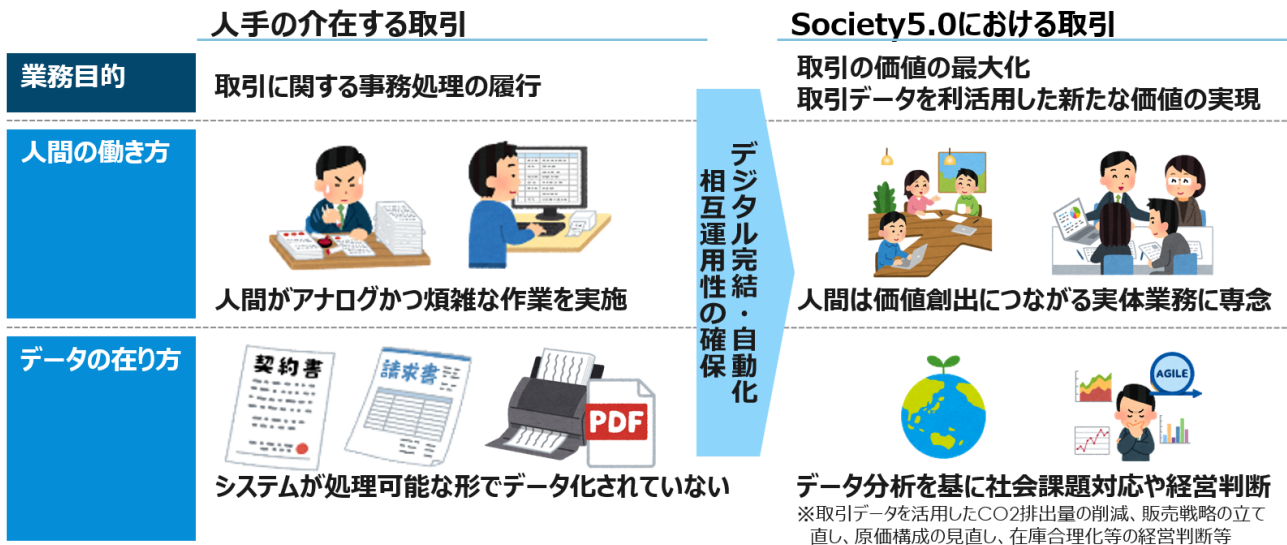 人手の介在する取引
Society5.0における取引
業務目的
取引に関する事務処理の履行
取引の価値の最大化
取引データを利活用した新たな価値の実現
人間の働き方
人間がアナログかつ煩雑な作業を実施
デジタル完結・自動化
相互運用性の確保
人間は価値創出につながる実体業務に専念
データの在り方
契約書
請求書
PDF
システムが処理可能な形でデータ化されていない
AGILE
データ分析を基に社会課題対応や経営判断
※取引データを活用したCO2排出量の削減、販売戦略の立て
直し、原価構成の見直し、在庫合理化等の経営判断等